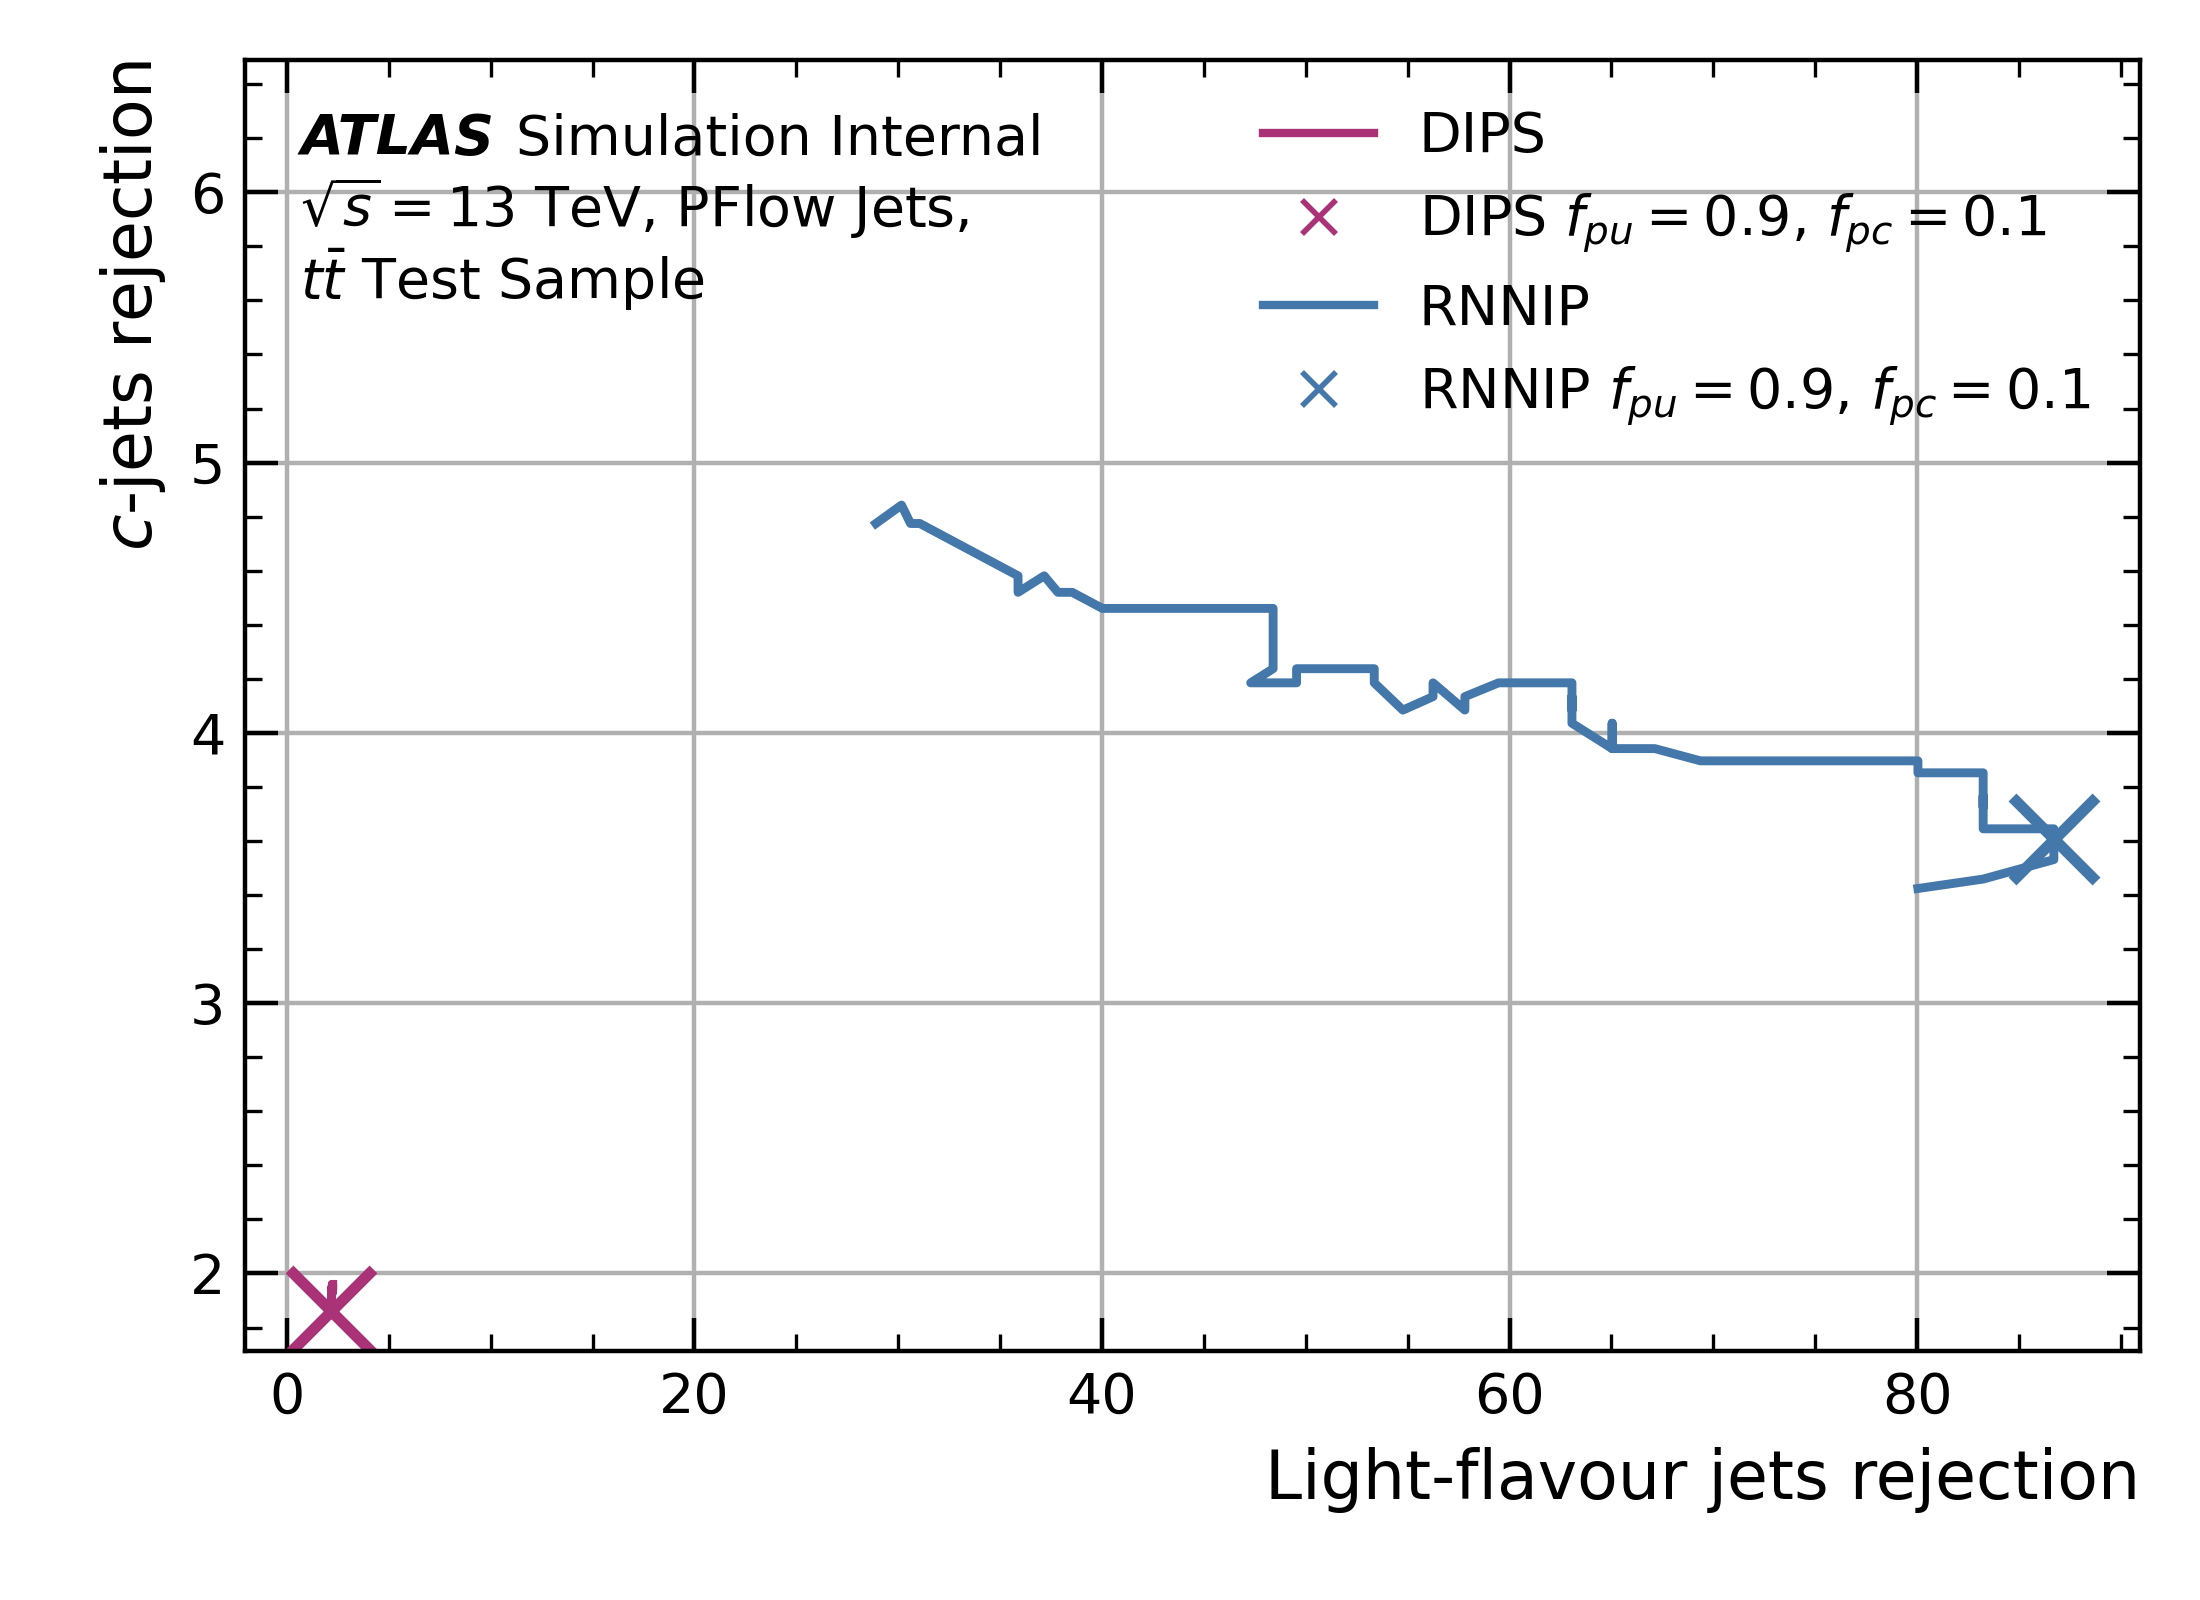 c-jets rejection
ATLAS Simulation Internal
√s = 13 TeV, PFlow Jets,
tt̄ Test Sample
DIPS
DIPS f_pu = 0.9, f_pc = 0.1
RNNIP
RNNIP f_pu = 0.9, f_pc = 0.1
6
5
4
3
2
0 20 40 60 80
Light-flavour jets rejection